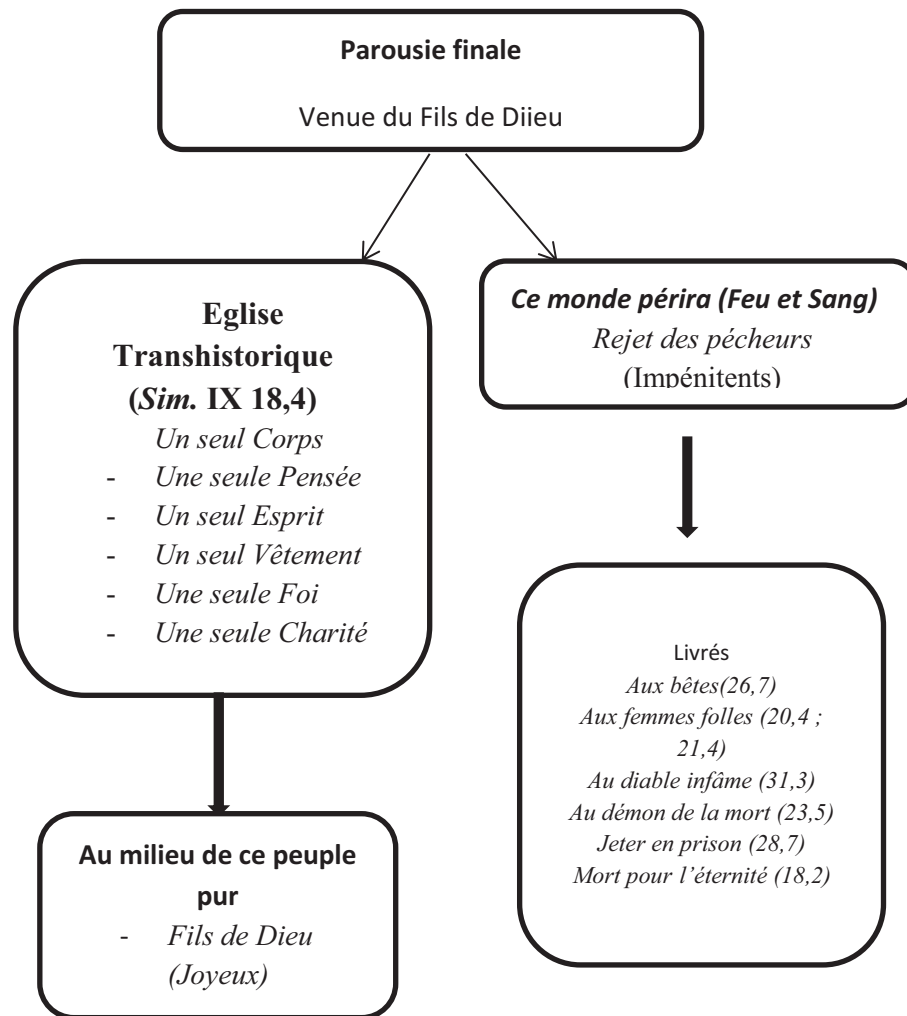 Parousie finale
Venue du Fils de Diieu
Eglise
Transhistorique
(Sim. IX 18,4)
Un seul Corps
- Une seule Pensée
- Un seul Esprit
- Un seul Vêtement
- Une seule Foi
- Une seule Charité
Ce monde périra (Feu et Sang)
Rejet des pécheurs
(Impénitents)
Livrés
Aux bêtes(26,7)
Aux femmes folles (20,4 ;
21,4)
Au diable infâme (31,3)
Au démon de la mort (23,5)
Jeter en prison (28,7)
Mort pour l’éternité (18,2)
Au milieu de ce peuple
pur
- Fils de Dieu
(Joyeux)